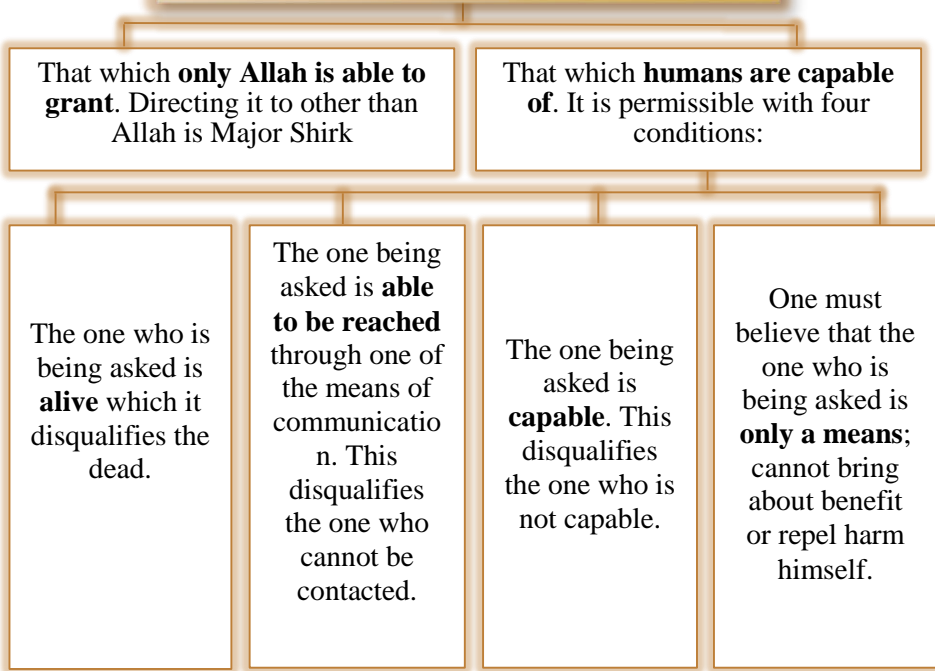 That which only Allah is able to
grant. Directing it to other than
Allah is Major Shirk
That which humans are capable
of. It is permissible with four
conditions:
The one who is
being asked is
alive which it
disqualifies the
dead.
The one being
asked is able
to be reached
through one of
the means of
communicatio
n. This
disqualifies
the one who
cannot be
contacted.
The one being
asked is
capable. This
disqualifies
the one who is
not capable.
One must
believe that the
one who is
being asked is
only a means;
cannot bring
about benefit
or repel harm
himself.